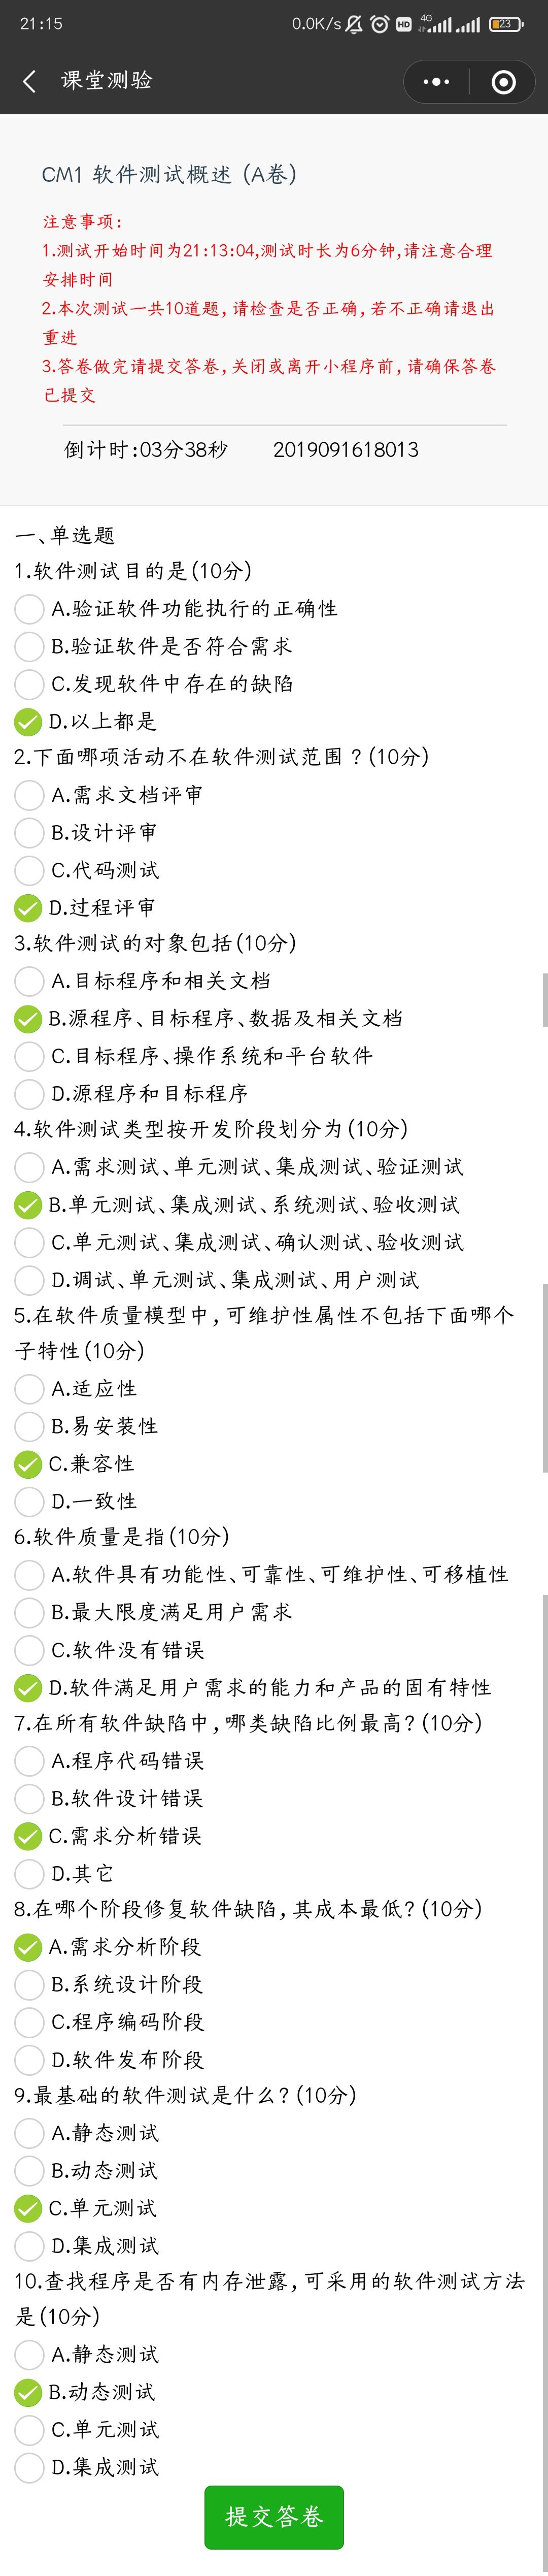 21:15
0.0K/s
HD
4G
23
课堂测验
CM1 软件测试概述 (A卷)
注意事项:
1.测试开始时间为21:13:04,测试时长为6分钟,请注意合理
安排时间
2.本次测试一共10道题,请检查是否正确,若不正确请退出
重进
3.答卷做完请提交答卷,关闭或离开小程序前,请确保答卷
已提交
倒计时:03分38秒 2019091618013
一、单选题
1.软件测试目的是(10分)
A.验证软件功能执行的正确性
B.验证软件是否符合需求
C.发现软件中存在的缺陷
D.以上都是
2.下面哪项活动不在软件测试范围?(10分)
A.需求文档评审
B.设计评审
C.代码测试
D.过程评审
3.软件测试的对象包括(10分)
A.目标程序和相关文档
B.源程序、目标程序、数据及相关文档
C.目标程序、操作系统和平台软件
D.源程序和目标程序
4.软件测试类型按开发阶段划分为(10分)
A.需求测试、单元测试、集成测试、验证测试
B.单元测试、集成测试、系统测试、验收测试
C.单元测试、集成测试、确认测试、验收测试
D.调试、单元测试、集成测试、用户测试
5.在软件质量模型中,可维护性属性不包括下面哪个
子特性(10分)
A.适应性
B.易安装性
C.兼容性
D.一致性
6.软件质量是指(10分)
A.软件具有功能性、可靠性、可维护性、可移植性
B.最大限度满足用户需求
C.软件没有错误
D.软件满足用户需求的能力和产品的固有特性
7.在所有软件缺陷中,哪类缺陷比例最高?(10分)
A.程序代码错误
B.软件设计错误
C.需求分析错误
D.其它
8.在哪个阶段修复软件缺陷,其成本最低?(10分)
A.需求分析阶段
B.系统设计阶段
C.程序编码阶段
D.软件发布阶段
9.最基础的软件测试是什么?(10分)
A.静态测试
B.动态测试
C.单元测试
D.集成测试
10.查找程序是否有内存泄露,可采用的软件测试方法
是(10分)
A.静态测试
B.动态测试
C.单元测试
D.集成测试
提交答卷